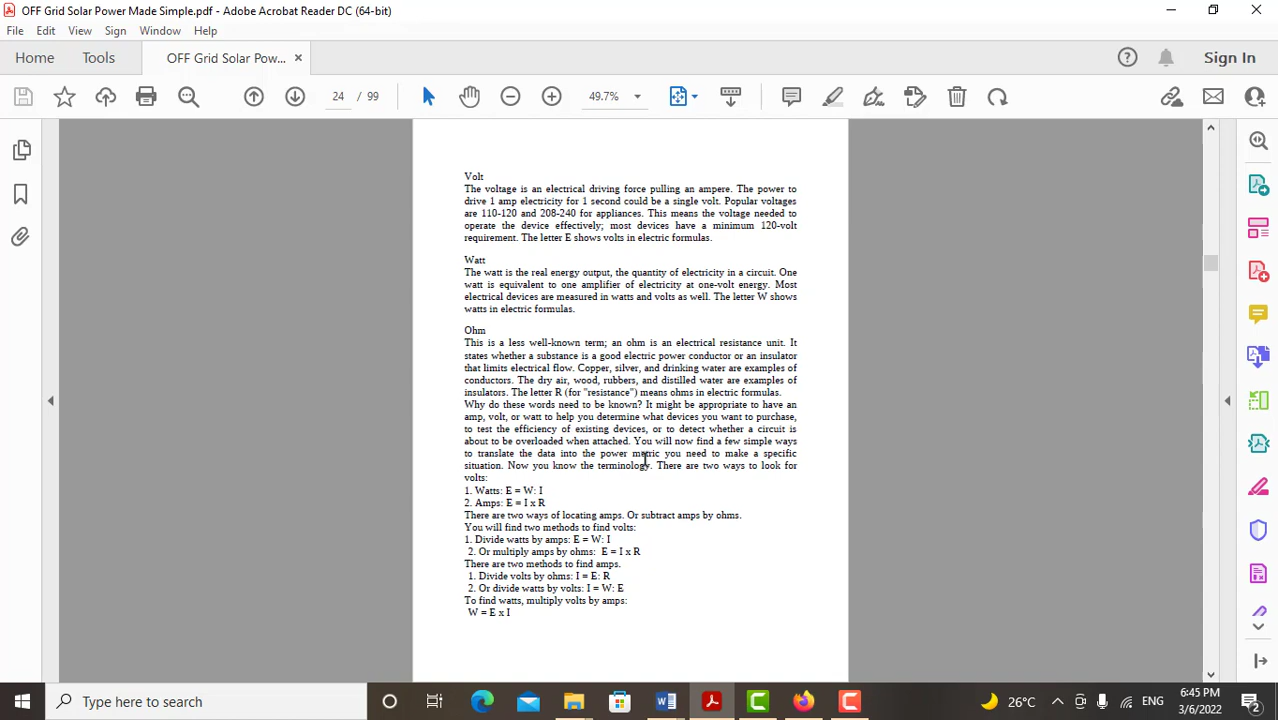 OFF Grid Solar Power Made Simple.pdf - Adobe Acrobat Reader DC (64-bit)
File Edit View Sign Window Help
Home Tools OFF Grid Solar Pow... Sign In
24 / 99 49.7%
Volt
The voltage is an electrical driving force pulling an ampere. The power to
drive 1 amp electricity for 1 second could be a single volt. Popular voltages
are 110-120 and 208-240 for appliances. This means the voltage needed to
operate the device effectively; most devices have a minimum 120-volt
requirement. The letter E shows volts in electric formulas.
Watt
The watt is the real energy output, the quantity of electricity in a circuit. One
watt is equivalent to one amplifier of electricity at one-volt energy. Most
electrical devices are measured in watts and volts as well. The letter W shows
watts in electric formulas.
Ohm
This is a less well-known term; an ohm is an electrical resistance unit. It
states whether a substance is a good electric power conductor or an insulator
that limits electrical flow. Copper, silver, and drinking water are examples of
conductors. The dry air, wood, rubbers, and distilled water are examples of
insulators. The letter R (for "resistance") means ohms in electric formulas.
Why do these words need to be known? It might be appropriate to have an
amp, volt, or watt to help you determine what devices you want to purchase,
to test the efficiency of existing devices, or to detect whether a circuit is
about to be overloaded when attached. You will now find a few simple ways
to translate the data into the power metric you need to make a specific
situation. Now you know the terminology. There are two ways to look for
volts:
1. Watts: E = W: I
2. Amps: E = I x R
There are two ways of locating amps. Or subtract amps by ohms.
You will find two methods to find volts:
1. Divide watts by amps: E = W: I
2. Or multiply amps by ohms: E = I x R
There are two methods to find amps.
1. Divide volts by ohms: I = E: R
2. Or divide watts by volts: I = W: E
To find watts, multiply volts by amps:
W = E x I
Type here to search
26°C ENG
6:45 PM
3/6/2022
2